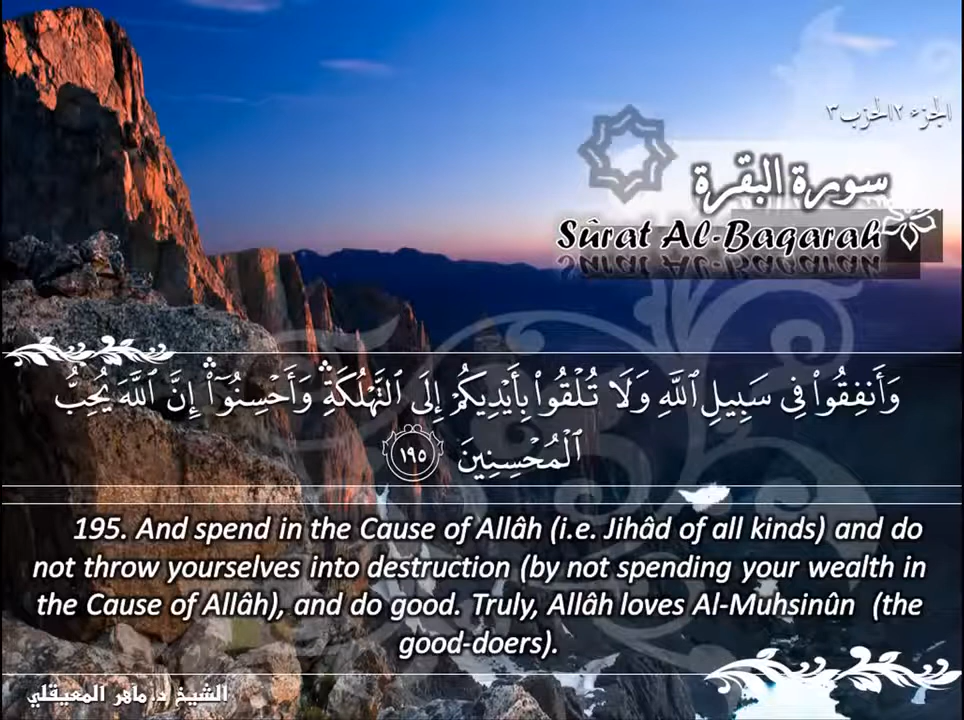 الجزء ٢ الحزب ٣
سورة البقرة
Sûrat Al-Baqarah
وَأَنفِقُوا۟ فِى سَبِيلِ ٱللَّهِ وَلَا تُلْقُوا۟ بِأَيْدِيكُمْ إِلَى ٱلتَّهْلُكَةِ ۛ وَأَحْسِنُوٓا۟ ۛ إِنَّ ٱللَّهَ يُحِبُّ
ٱلْمُحْسِنِينَ ١٩٥
195. And spend in the Cause of Allâh (i.e. Jihâd of all kinds) and do
not throw yourselves into destruction (by not spending your wealth in
the Cause of Allâh), and do good. Truly, Allâh loves Al-Muhsinûn (the
good-doers).
الشيخ د. ماهر المعيقلي